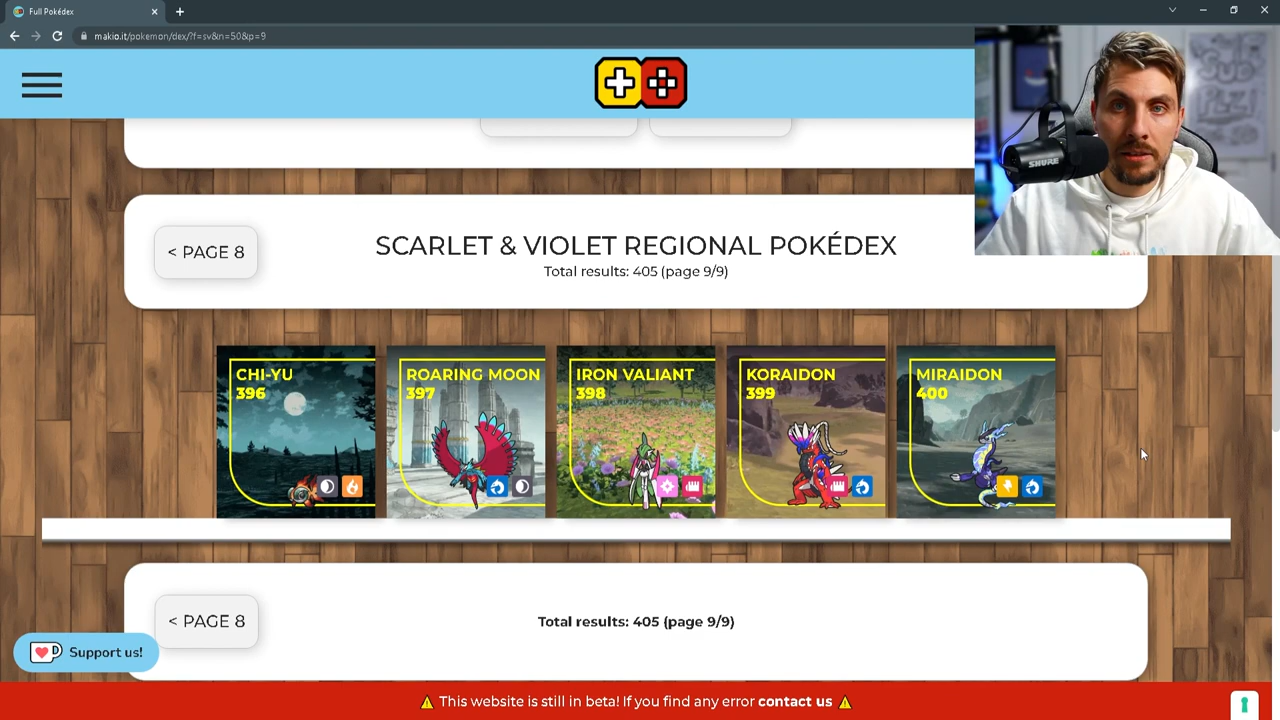 Full Pokédex
makio.it/pokemon/dex/?f=sv&n=50&p=9
SHURE
< PAGE 8
SCARLET & VIOLET REGIONAL POKÉDEX
Total results: 405 (page 9/9)
CHI-YU
396
ROARING MOON
397
IRON VALIANT
398
KORAIDON
399
MIRAIDON
400
< PAGE 8
Total results: 405 (page 9/9)
Support us!
This website is still in beta! If you find any error contact us